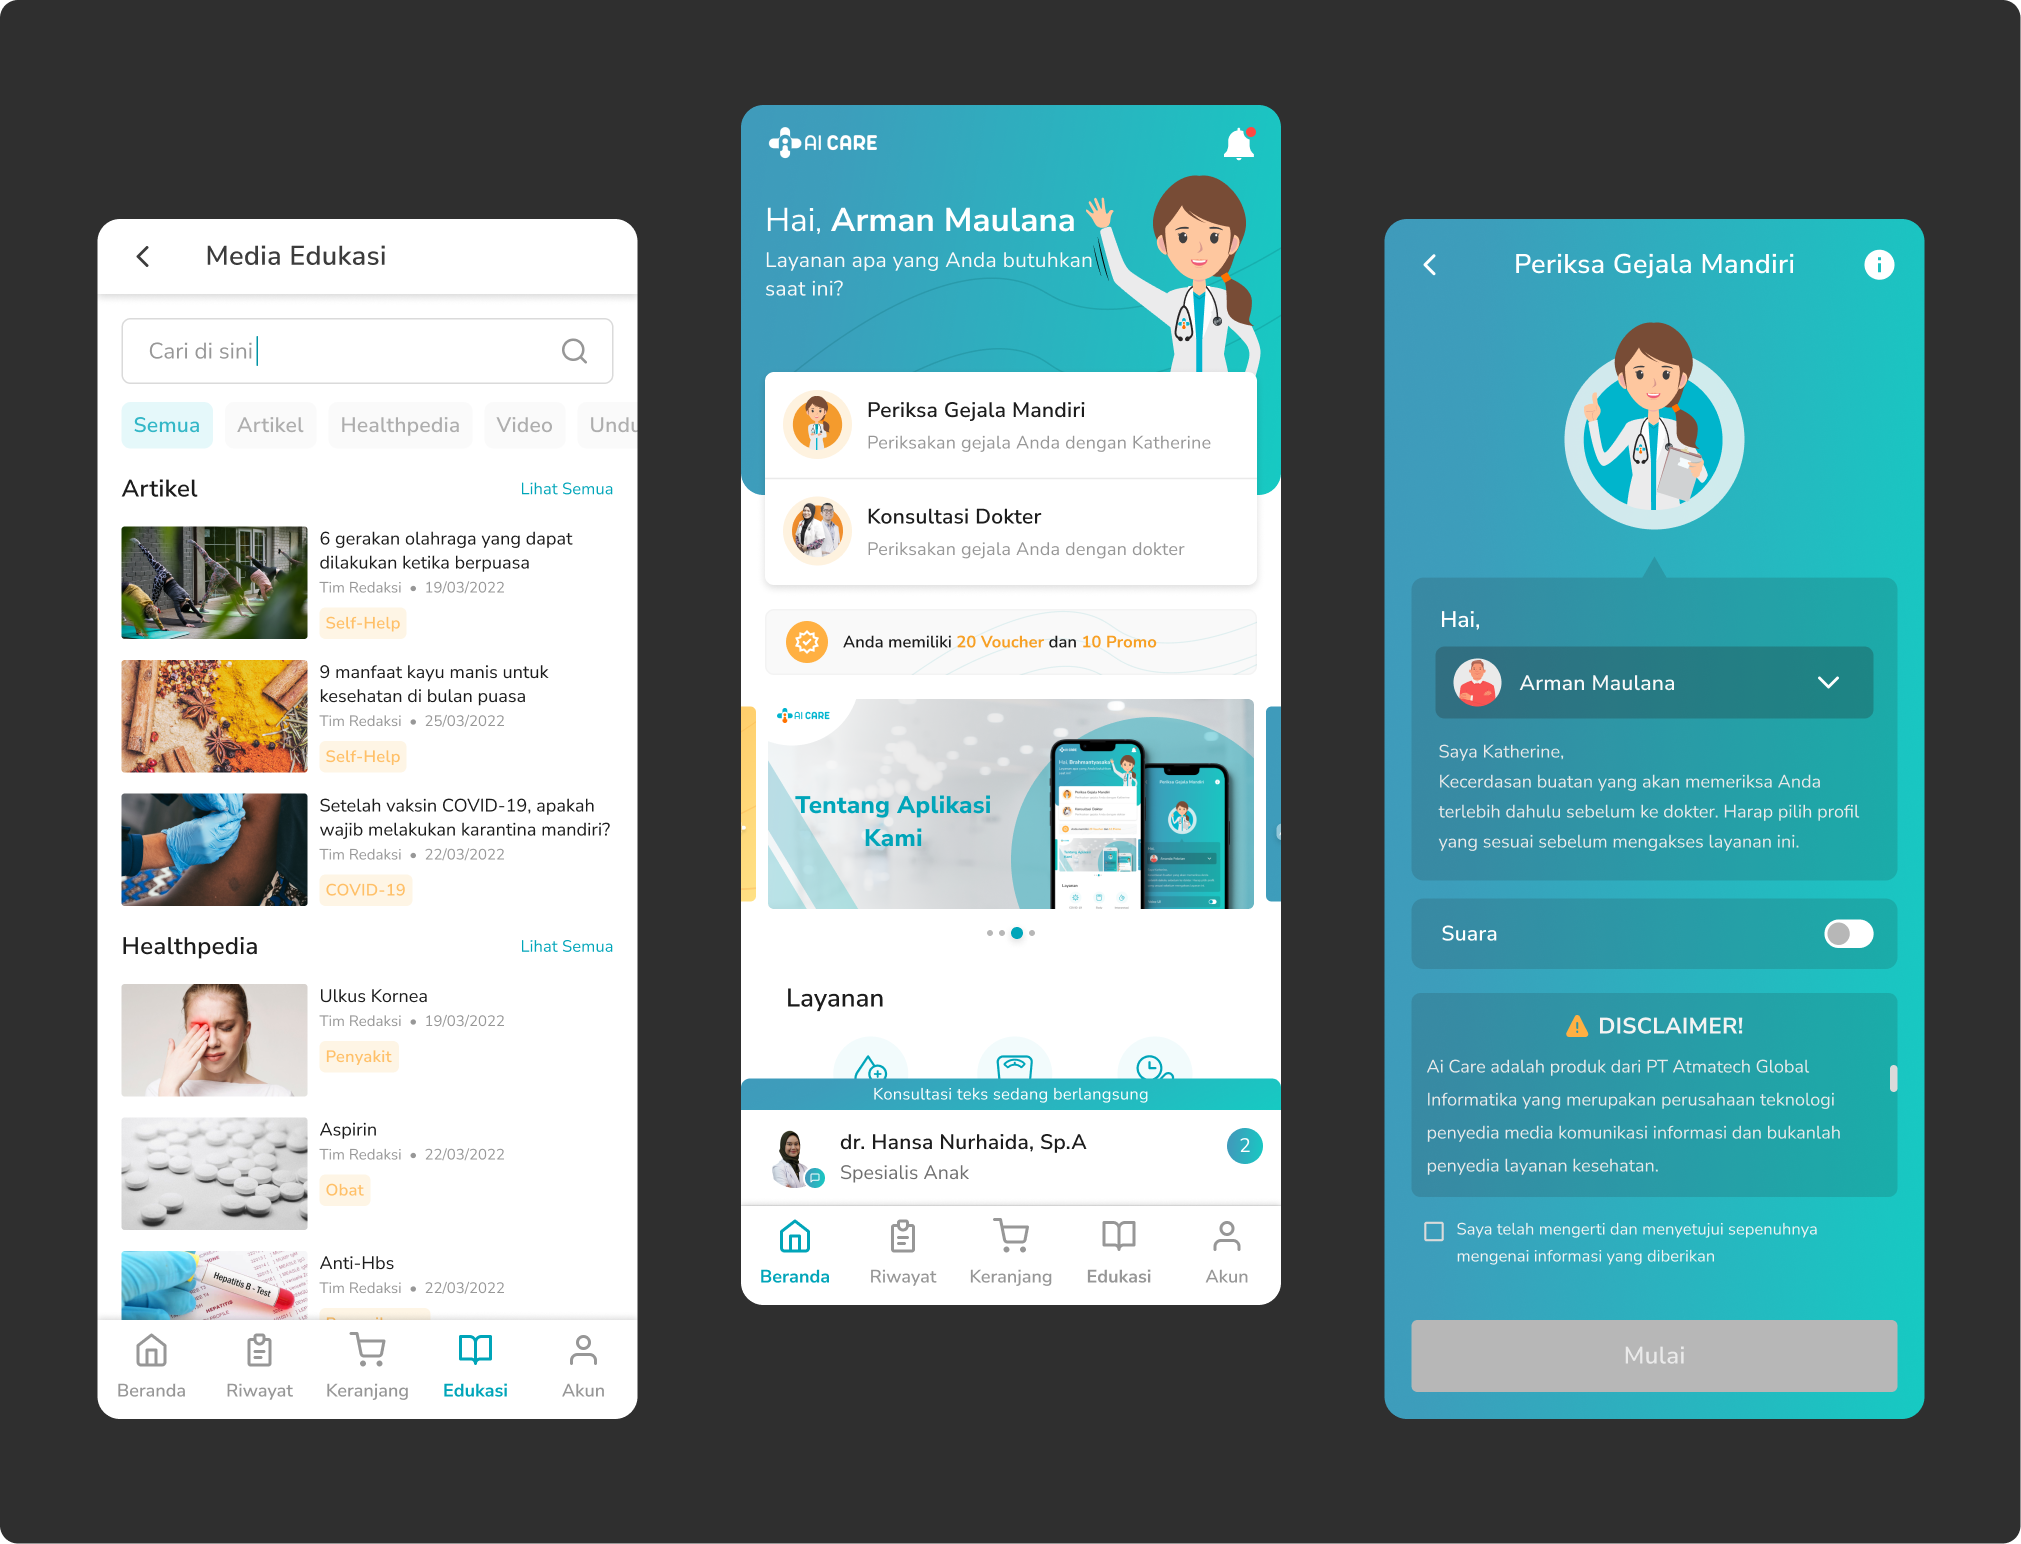 Media Edukasi
Cari di sini
Semua
Artikel
Healthpedia
Video
Undu
Artikel
Lihat Semua
6 gerakan olahraga yang dapat
dilakukan ketika berpuasa
Tim Redaksi • 19/03/2022
Self-Help
9 manfaat kayu manis untuk
kesehatan di bulan puasa
Tim Redaksi • 25/03/2022
Self-Help
Setelah vaksin COVID-19, apakah
wajib melakukan karantina mandiri?
Tim Redaksi • 22/03/2022
COVID-19
Healthpedia
Lihat Semua
Ulkus Kornea
Tim Redaksi • 19/03/2022
Penyakit
Aspirin
Tim Redaksi • 22/03/2022
Obat
Hepatitis B - Test
HEPATITIS
Anti-Hbs
Tim Redaksi • 22/03/2022
Beranda
Riwayat
Keranjang
Edukasi
Akun
AI CARE
Hai, Arman Maulana
Layanan apa yang Anda butuhkan
saat ini?
Periksa Gejala Mandiri
Periksakan gejala Anda dengan Katherine
Konsultasi Dokter
Periksakan gejala Anda dengan dokter
Anda memiliki 20 Voucher dan 10 Promo
AI CARE
Tentang Aplikasi
Kami
Layanan
Konsultasi teks sedang berlangsung
dr. Hansa Nurhaida, Sp.A
Spesialis Anak
2
Beranda
Riwayat
Keranjang
Edukasi
Akun
Periksa Gejala Mandiri
Hai,
Arman Maulana
Saya Katherine,
Kecerdasan buatan yang akan memeriksa Anda
terlebih dahulu sebelum ke dokter. Harap pilih profil
yang sesuai sebelum mengakses layanan ini.
Suara
DISCLAIMER!
Ai Care adalah produk dari PT Atmatech Global
Informatika yang merupakan perusahaan teknologi
penyedia media komunikasi informasi dan bukanlah
penyedia layanan kesehatan.
Saya telah mengerti dan menyetujui sepenuhnya
mengenai informasi yang diberikan
Mulai